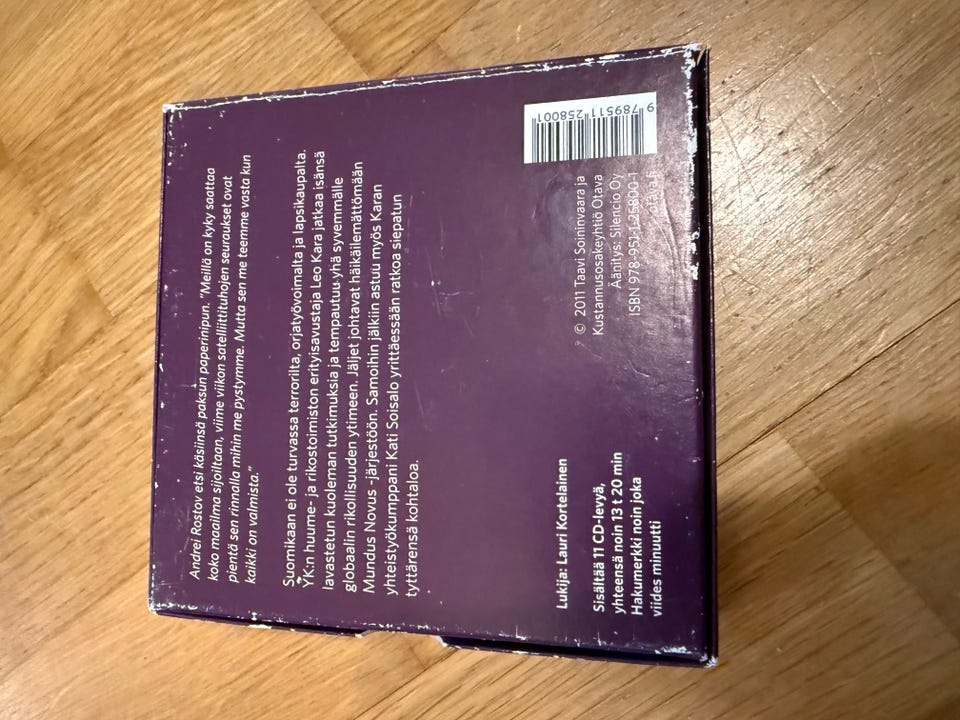 Andrei Rostov etsi käsiinsä paksun paperinipun. "Meillä on kyky saattaa
koko maailma sijoiltaan, viime viikon satelliittituhojen seuraukset ovat
pientä sen rinnalla mihin me pystymme. Mutta sen me teemme vasta kun
kaikki on valmista."
Suomikaan ei ole turvassa terrorilta, orjatyövoimalta ja lapsikaupalta.
YK:n huume- ja rikostoimiston erityisavustaja Leo Kara jatkaa isänsä
lavastetun kuoleman tutkimuksia ja tempautuu yhä syvemmälle
globaalin rikollisuuden ytimeen. Jäljet johtavat häikäilemättömään
Mundus Novus -järjestöön. Samoihin jälkiin astuu myös Karan
yhteistyökumppani Kati Soisalo yrittäessään ratkoa siepatun
tyttärensä kohtaloa.
Lukija: Lauri Kortelainen
Sisältää 11 CD-levyä,
yhteensä noin 13 t 20 min
Hakumerkki noin joka
viides minuutti
© 2011 Taavi Soininvaara ja
Kustannusosakeyhtiö Otava
Äänitys: Silencio Oy
ISBN 978-951-1-25800-1
otava.fi
9 789511 258001